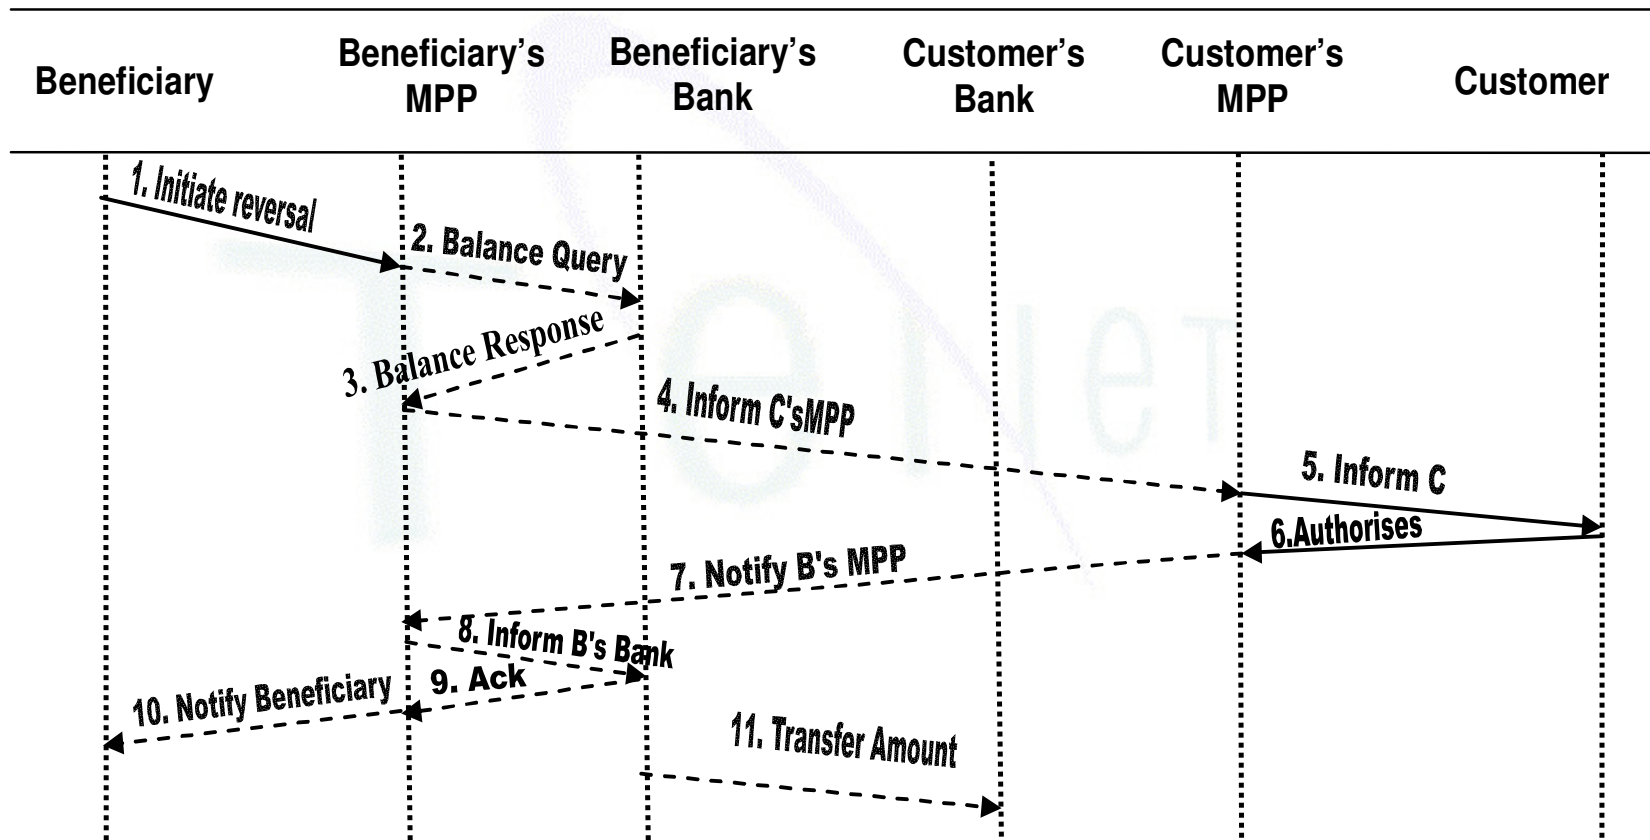 Beneficiary
Beneficiary's
MPP
Beneficiary's
Bank
Customer's
Bank
Customer's
MPP
Customer
1. Initiate reversal
2. Balance Query
3. Balance Response
4. Inform C'sMPP
5. Inform C
6.Authorises
7. Notify B's MPP
8. Inform B's Bank
9. Ack
10. Notify Beneficiary
11. Transfer Amount
TeNeT